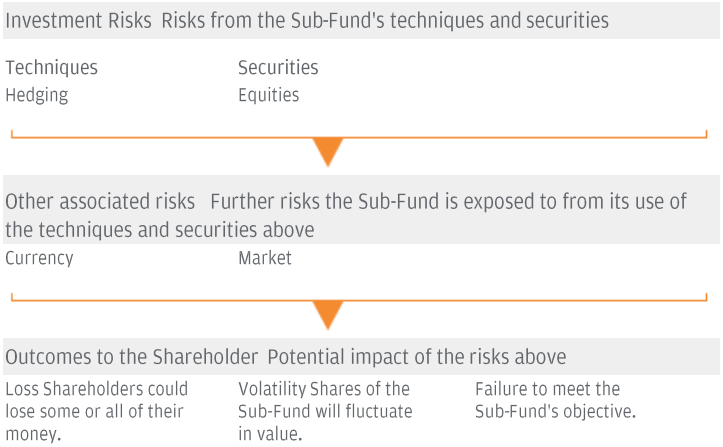 Investment Risks Risks from the Sub-Fund's techniques and securities
Techniques Securities
Hedging Equities
Other associated risks Further risks the Sub-Fund is exposed to from its use of
the techniques and securities above
Currency Market
Outcomes to the Shareholder Potential impact of the risks above
Loss Shareholders could
lose some or all of their
money.
Volatility Shares of the
Sub-Fund will fluctuate
in value.
Failure to meet the
Sub-Fund's objective.